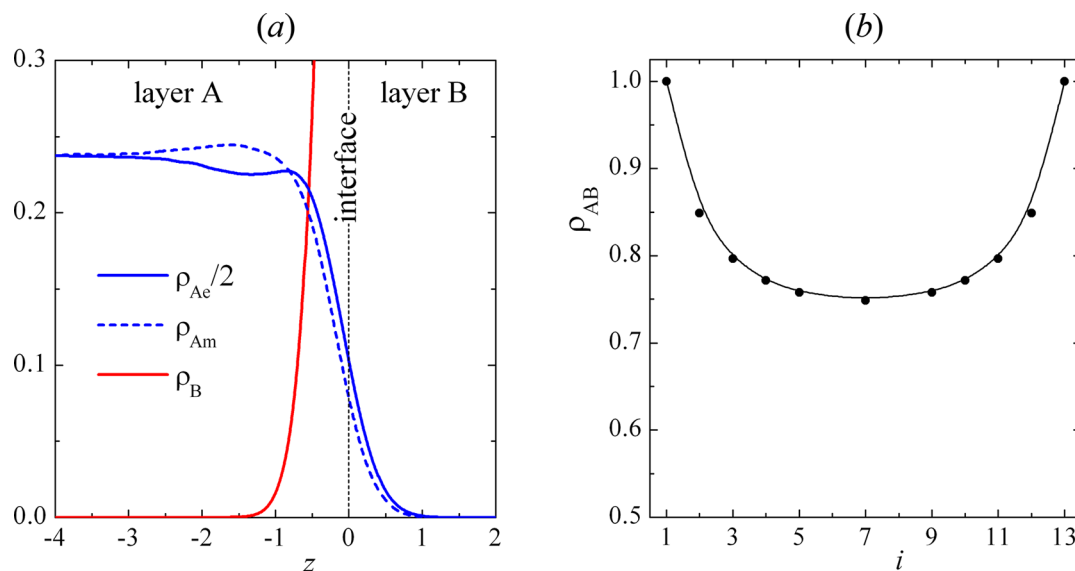 (a)
0.3
0.2
0.1
0.0
layer A
layer B
interface
ρAe/2
ρAm
ρB
-4 -3 -2 -1 0 1 2
z
(b)
1.0
0.9
0.8
0.7
0.6
0.5
ρAB
1 3 5 7 9 11 13
i